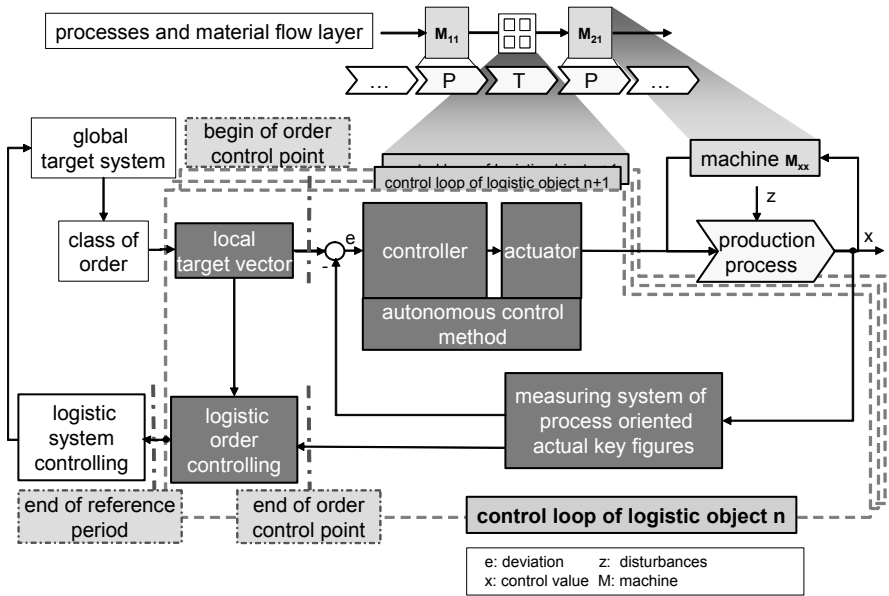 processes and material flow layer
M11
M21
… P T P …
global
target system
begin of order
control point
control loop of logistic object n+1
machine Mxx
z
class of
order
local
target vector
e
-
controller
actuator
production
process
x
autonomous control
method
logistic
system
controlling
logistic
order
controlling
measuring system of
process oriented
actual key figures
end of reference
period
end of order
control point
control loop of logistic object n
e: deviation z: disturbances
x: control value M: machine